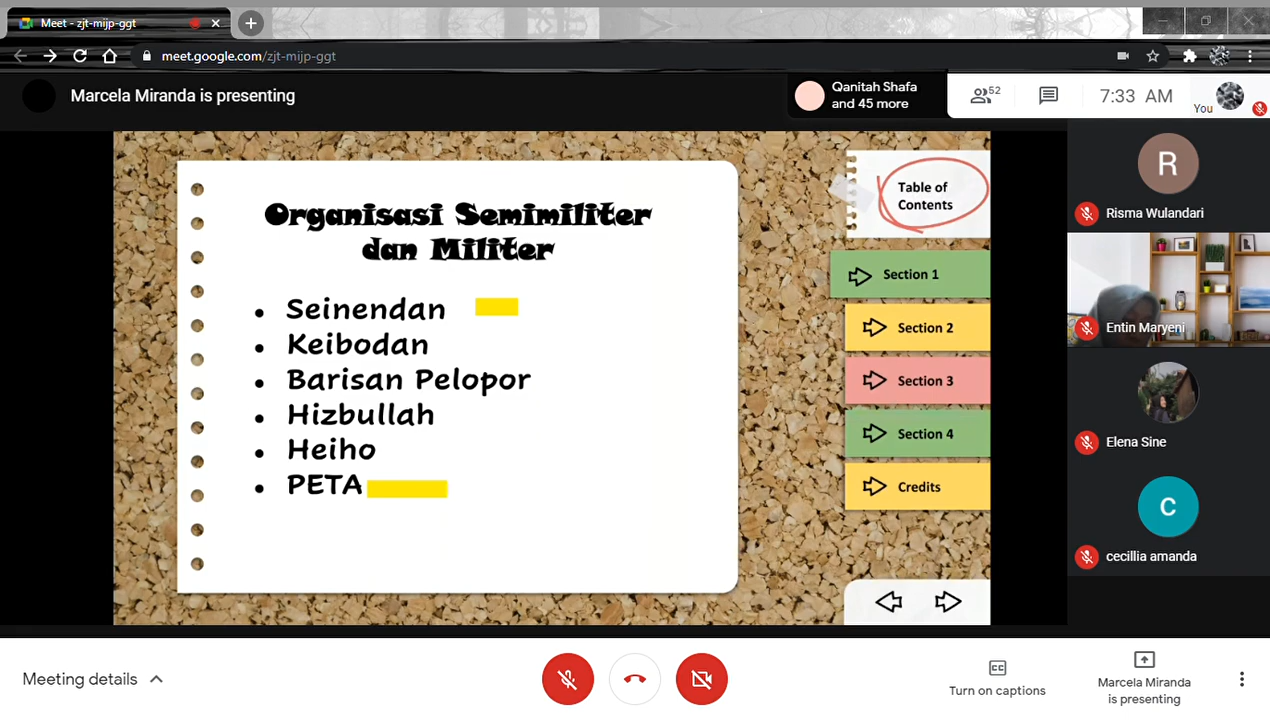 Meet - zjt-mijp-ggt
meet.google.com/zjt-mijp-ggt
Marcela Miranda is presenting
Qanitah Shafa
and 45 more
52
7:33 AM
You
Organisasi Semimiliter
dan Militer
• Seinendan
• Keibodan
• Barisan Pelopor
• Hizbullah
• Heiho
• PETA
Table of
Contents
Section 1
Section 2
Section 3
Section 4
Credits
R
Risma Wulandari
Entin Maryeni
Elena Sine
C
cecillia amanda
Meeting details
CC
Turn on captions
Marcela Miranda
is presenting